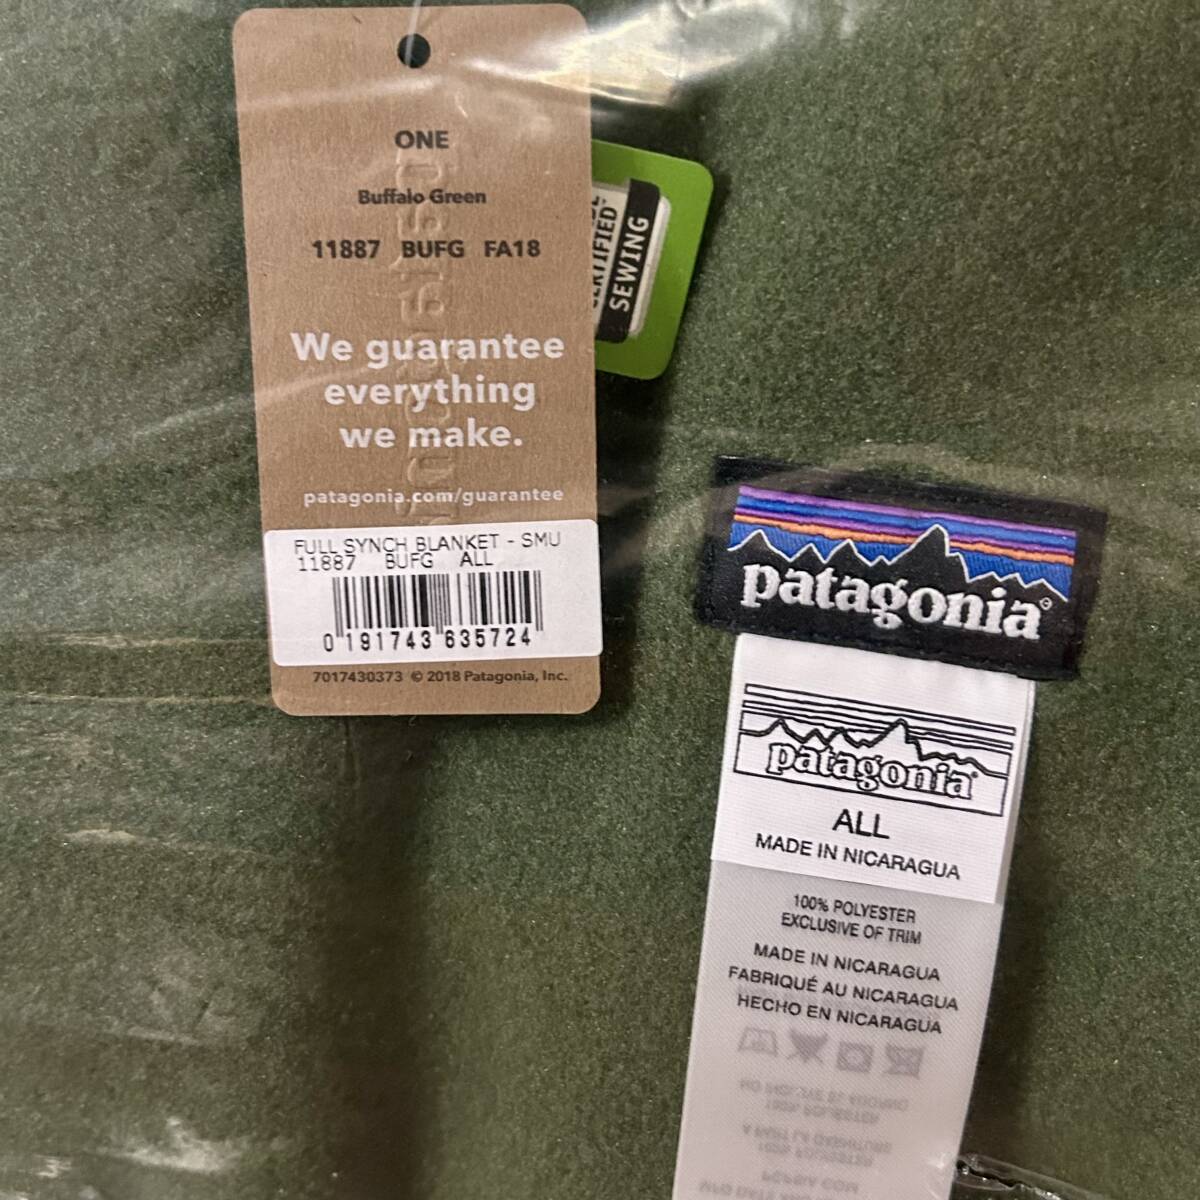 ONE
Buffalo Green
11887 BUFG FA18
We guarantee
everything
we make.
patagonia.com/guarantee
FULL SYNCH BLANKET - SMU
11887 BUFG ALL
0 191743 635724
7017430373 © 2018 Patagonia, Inc.
SEWING
patagonia®
patagonia®
ALL
MADE IN NICARAGUA
100% POLYESTER
EXCLUSIVE OF TRIM
MADE IN NICARAGUA
FABRIQUÉ AU NICARAGUA
HECHO EN NICARAGUA